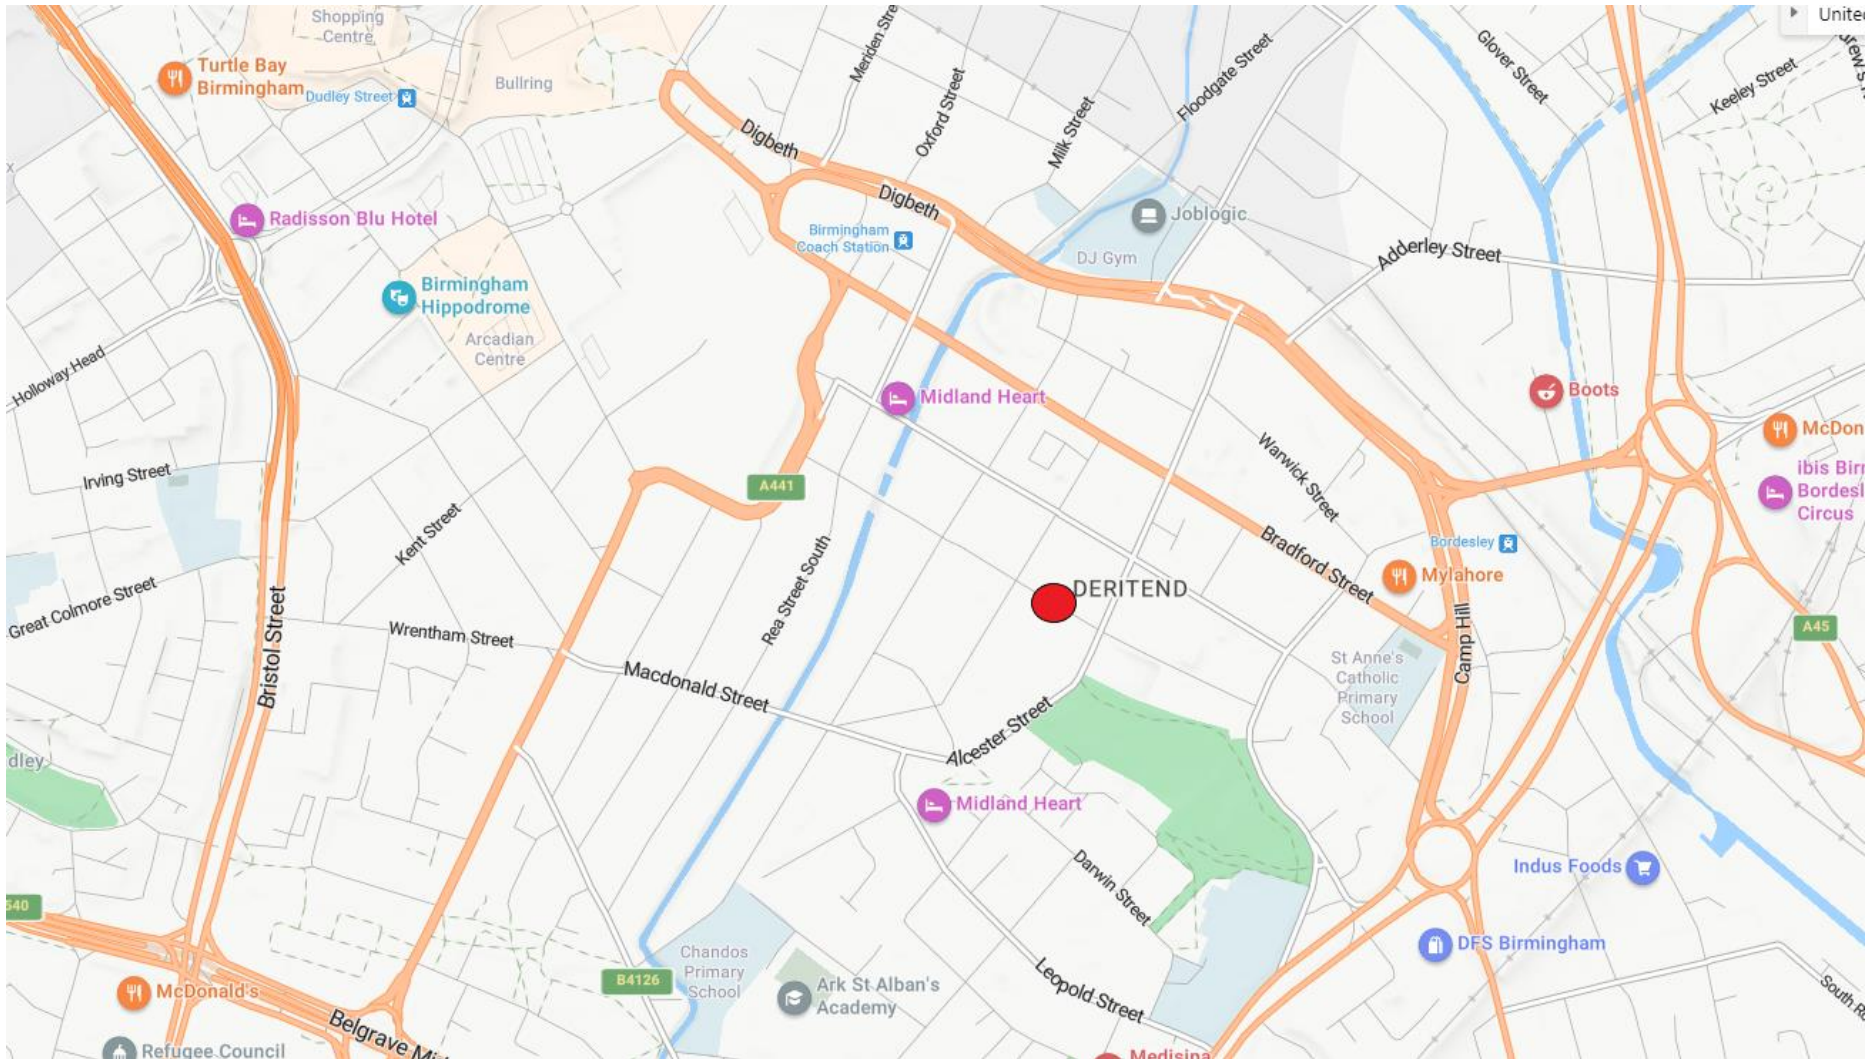 Shopping
Centre
United
Turtle Bay
Birmingham
Dudley Street
Bullring
Digbeth
Oxford Street
Milk Street
Floodgate Street
Glover Street
Keeley Street
Digbeth
Radisson Blu Hotel
Birmingham
Coach Station
Joblogic
DJ Gym
Adderley Street
Birmingham
Hippodrome
Arcadian
Centre
Holloway Head
Midland Heart
Boots
McDon
ibis Birr
Bordesl
Circus
Irving Street
A441
Warwick Street
Kent Street
Bradford Street
Bordesley
Mylahore
DERITEND
Rea Street South
Great Colmore Street
Wrentham Street
Bristol Street
Macdonald Street
Camp Hill
A45
St Anne's
Catholic
Primary
School
Alcester Street
dley
Midland Heart
Darwin Street
Indus Foods
540
DFS Birmingham
Chandos
Primary
School
B4126
Ark St Alban's
Academy
Leopold Street
McDonald's
Belgrave
Refugee Council
Medisina